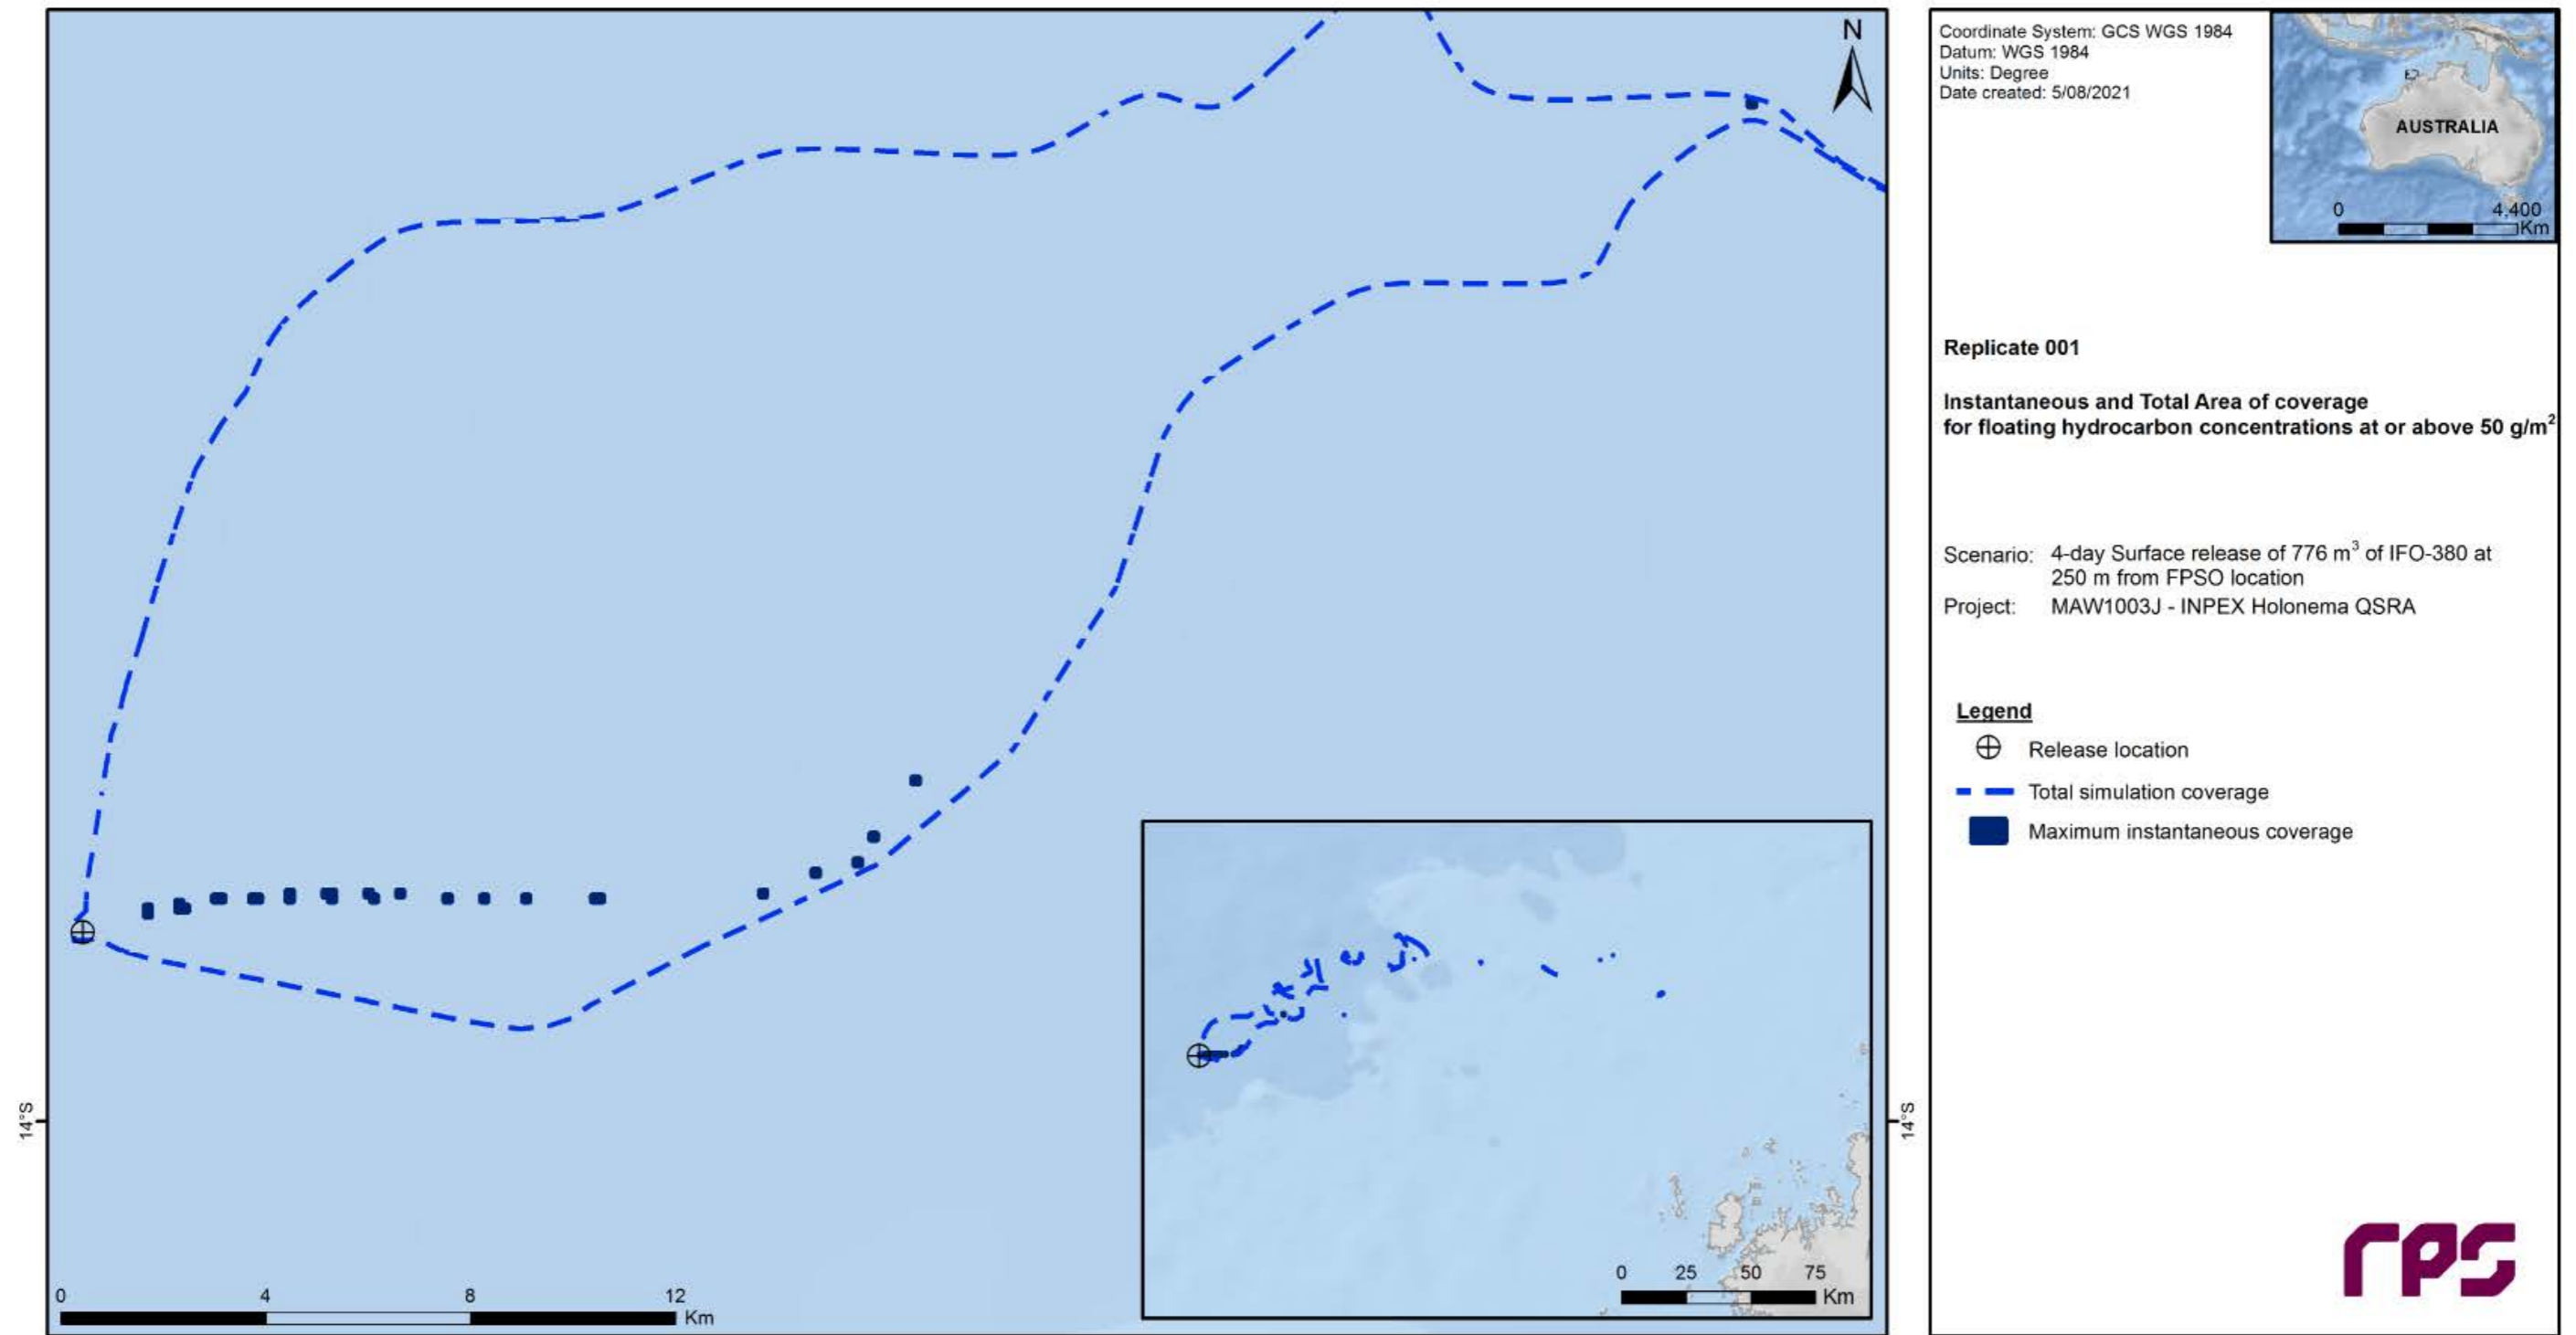 N
14°S
14°S
0 4 8 12
Km
0 25 50 75
Km
Coordinate System: GCS WGS 1984
Datum: WGS 1984
Units: Degree
Date created: 5/08/2021
AUSTRALIA
0 4,400
Km
Replicate 001
Instantaneous and Total Area of coverage
for floating hydrocarbon concentrations at or above 50 g/m²
Scenario: 4-day Surface release of 776 m³ of IFO-380 at
250 m from FPSO location
Project: MAW1003J - INPEX Holonema QSRA
Legend
Release location
Total simulation coverage
Maximum instantaneous coverage
rps